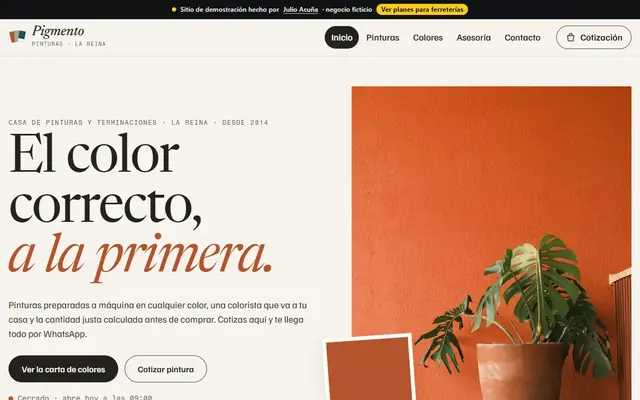 Sitio de demostración hecho por Julio Acuña · negocio ficticio Ver planes para ferreterías
Pigmento
PINTURAS · LA REINA
Inicio Pinturas Colores Asesoría Contacto Cotización
CASA DE PINTURAS Y TERMINACIONES · LA REINA · DESDE 2014
El color
correcto,
a la primera.
Pinturas preparadas a máquina en cualquier color, una colorista que va a tu
casa y la cantidad justa calculada antes de comprar. Cotizas aquí y te llega
todo por WhatsApp.
Ver la carta de colores Cotizar pintura
Cerrado · abre hoy a las 09:00